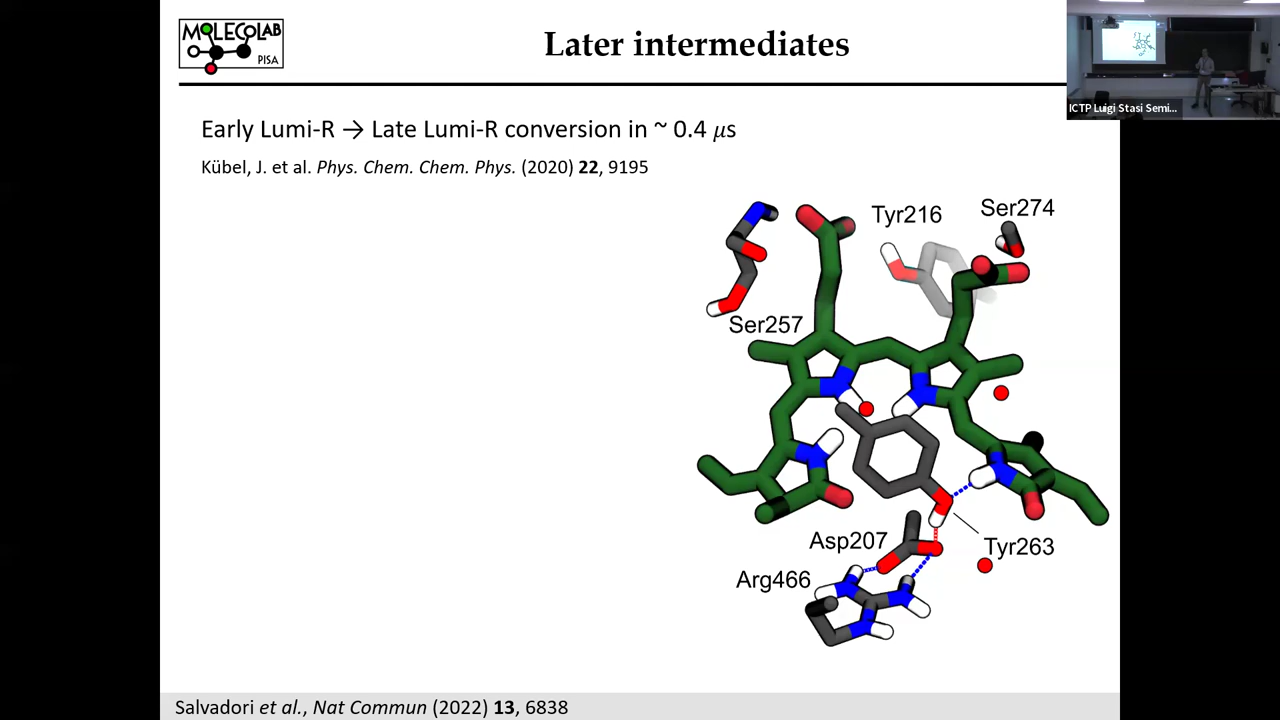 MOLECOLAB
PISA
Later intermediates
ICTP Luigi Stasi Semi...
Early Lumi-R → Late Lumi-R conversion in ~ 0.4 𝜇s
Kübel, J. et al. Phys. Chem. Chem. Phys. (2020) 22, 9195
Tyr216
Ser274
Ser257
Asp207
Tyr263
Arg466
Salvadori et al., Nat Commun (2022) 13, 6838